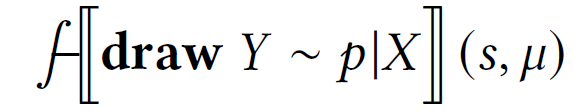 ⨍⟦draw Y ∼ p|X⟧ (s, μ)